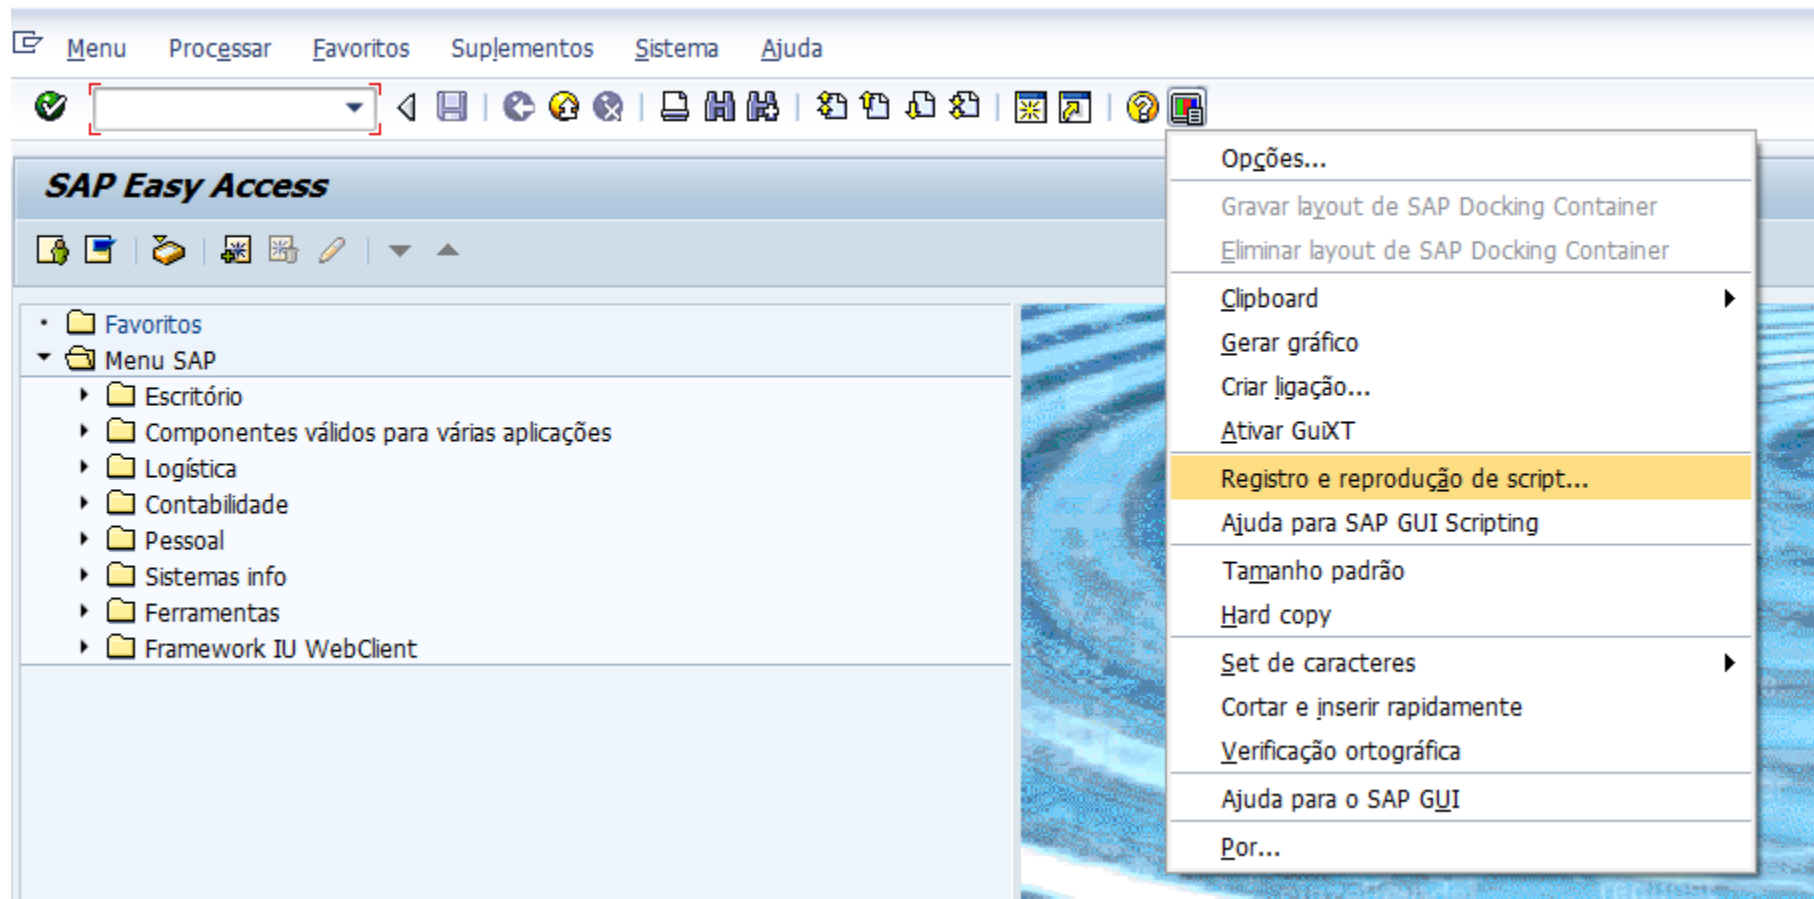 Menu Processar Favoritos Suplementos Sistema Ajuda
SAP Easy Access
Favoritos
Menu SAP
Escritório
Componentes válidos para várias aplicações
Logística
Contabilidade
Pessoal
Sistemas info
Ferramentas
Framework IU WebClient
Opções...
Gravar layout de SAP Docking Container
Eliminar layout de SAP Docking Container
Clipboard
Gerar gráfico
Criar ligação...
Ativar GuiXT
Registro e reprodução de script...
Ajuda para SAP GUI Scripting
Tamanho padrão
Hard copy
Set de caracteres
Cortar e inserir rapidamente
Verificação ortográfica
Ajuda para o SAP GUI
Por...